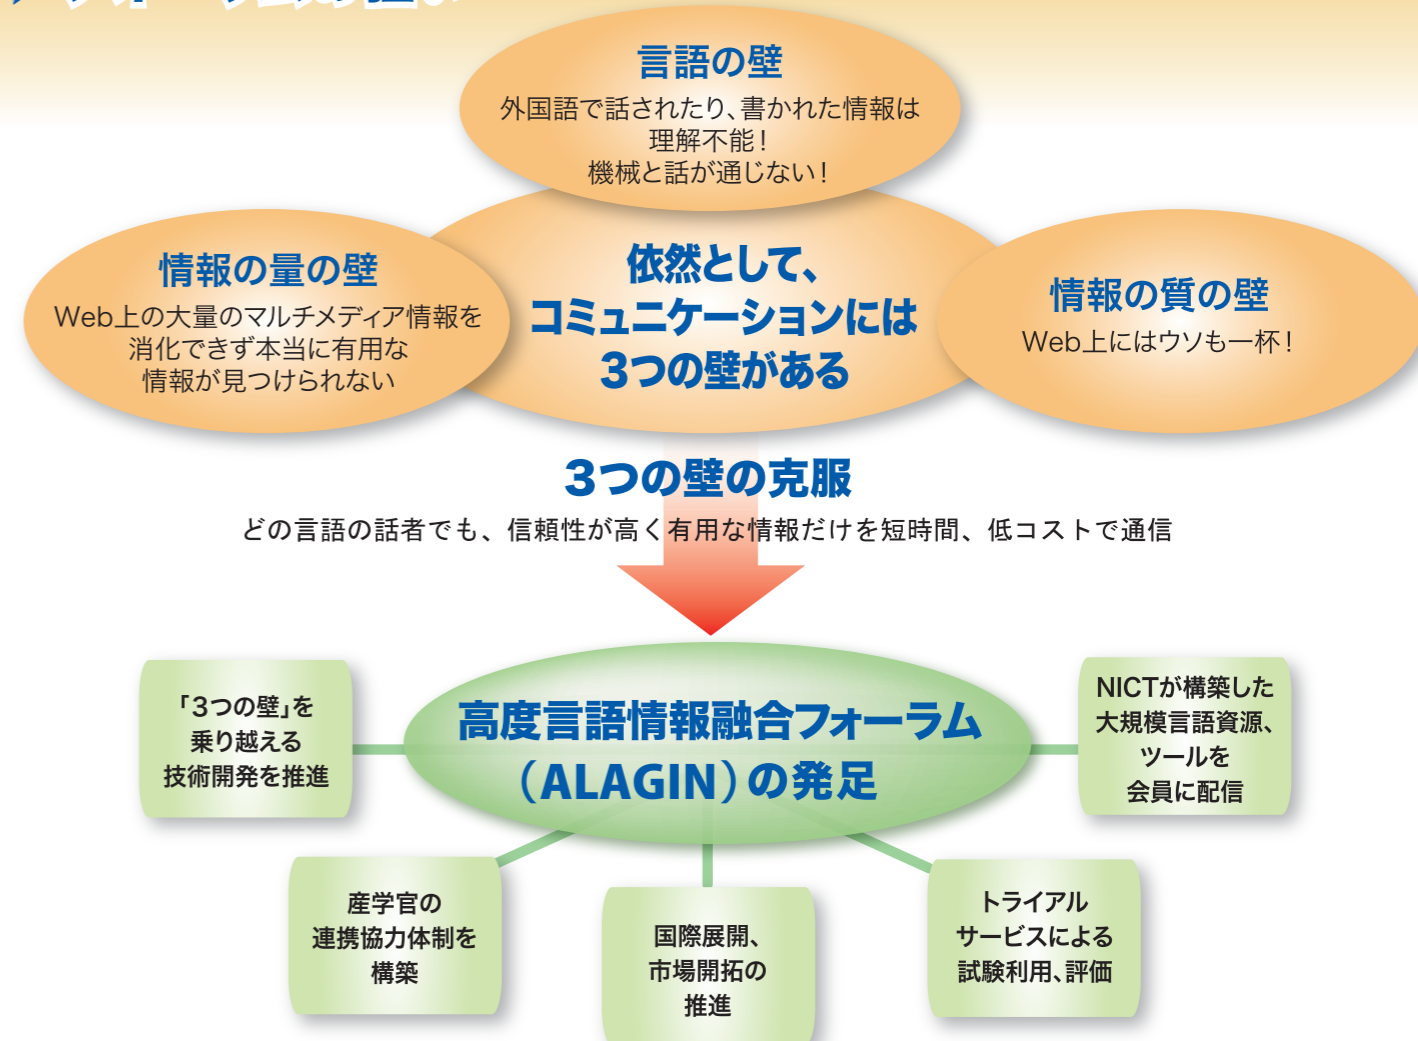 言語の壁
外国語で話されたり、書かれた情報は
理解不能！
機械と話が通じない！
情報の量の壁
Web上の大量のマルチメディア情報を
消化できず本当に有用な
情報が見つけられない
依然として、
コミュニケーションには
3つの壁がある
情報の質の壁
Web上にはウソも一杯！
3つの壁の克服
どの言語の話者でも、信頼性が高く有用な情報だけを短時間、低コストで通信
高度言語情報融合フォーラム
（ALAGIN）の発足
「3つの壁」を
乗り越える
技術開発を推進
NICTが構築した
大規模言語資源、
ツールを
会員に配信
産学官の
連携協力体制を
構築
国際展開、
市場開拓の
推進
トライアル
サービスによる
試験利用、評価